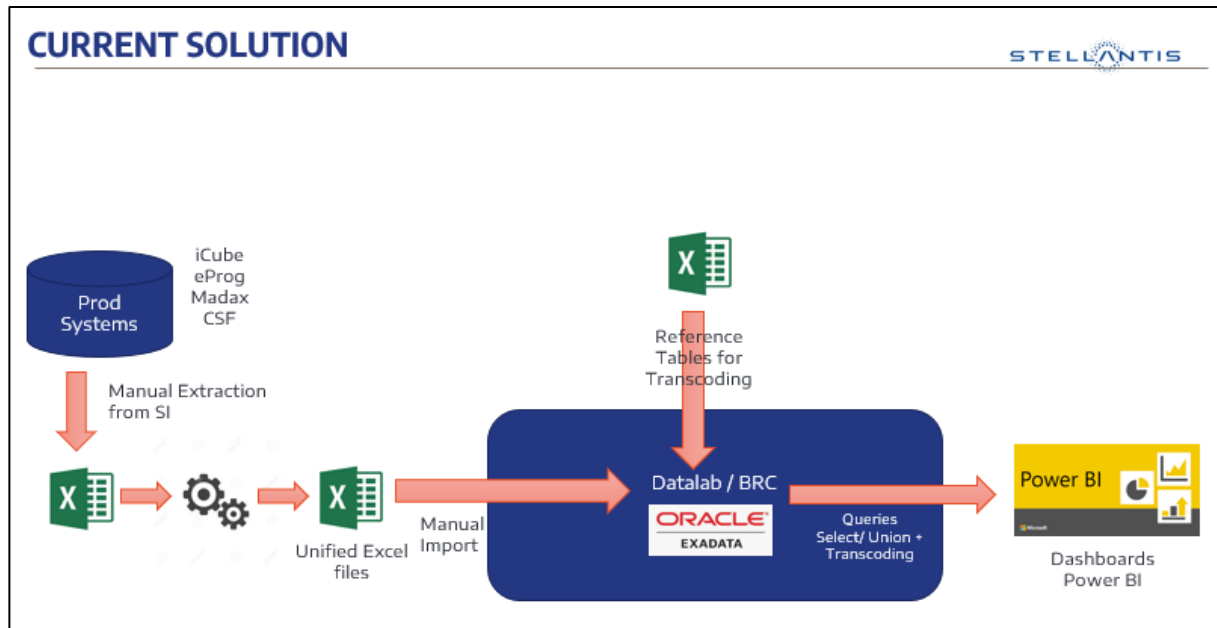 CURRENT SOLUTION
STELLANTIS
iCube
eProg
Madax
CSF
Prod
Systems
Manual Extraction
from SI
X
Reference
Tables for
Transcoding
X
X
Unified Excel
files
Manual
Import
Datalab / BRC
ORACLE®
EXADATA
Queries
Select/ Union +
Transcoding
Power BI
Microsoft
Dashboards
Power BI